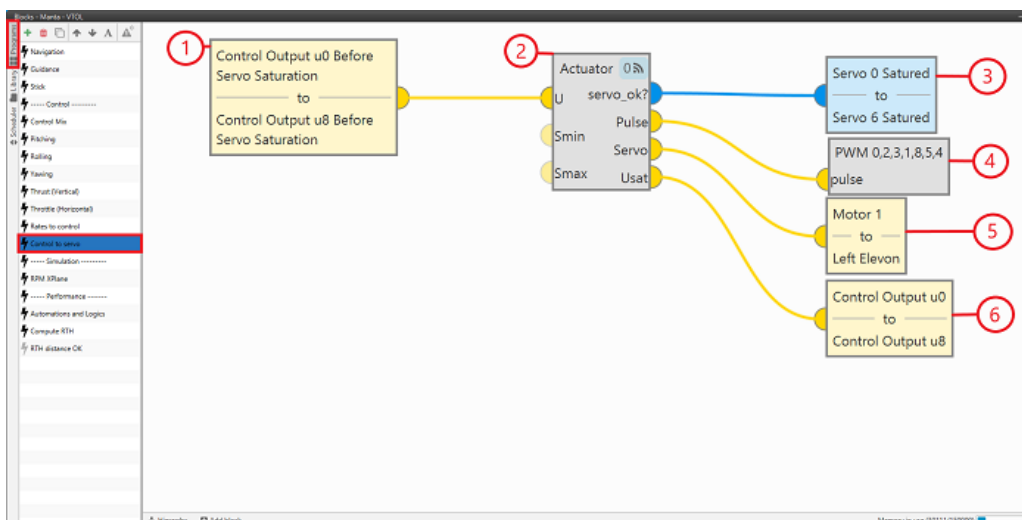 Blocks - Manta - VTOL
Programs
Library
Scheduler
Navigation
Guidance
Stick
----- Control ---------
Control Mix
Pitching
Rolling
Yawing
Thrust (Vertical)
Throttle (Horizontal)
Rates to control
Control to servo
----- Simulation ---------
RPM XPlane
----- Performance -------
Automations and Logics
Compute RTH
RTH distance OK
1
Control Output u0 Before
Servo Saturation
to
Control Output u8 Before
Servo Saturation
2
Actuator 0
U
servo_ok?
Pulse
Smin
Servo
Smax
Usat
3
Servo 0 Satured
to
Servo 6 Satured
4
PWM 0,2,3,1,8,5,4
pulse
5
Motor 1
to
Left Elevon
6
Control Output u0
to
Control Output u8